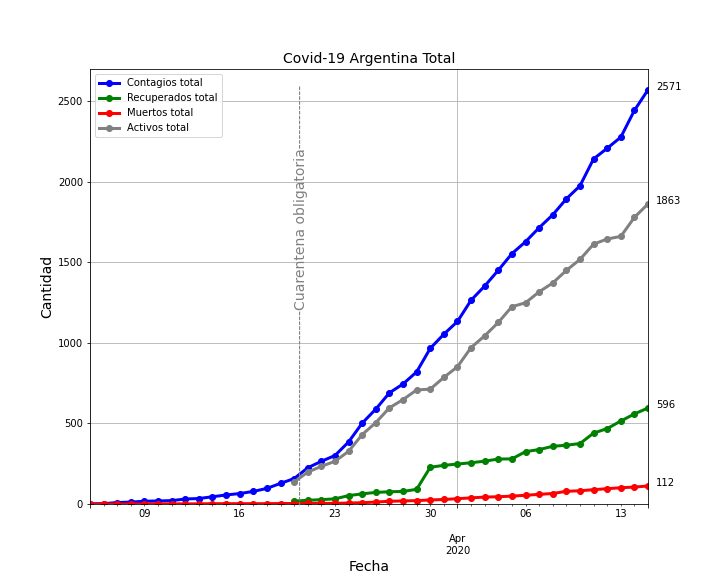 Covid-19 Argentina Total
Contagios total
Recuperados total
Muertos total
Activos total
Cuarentena obligatoria
Cantidad
2500
2000
1500
1000
500
0
2571
1863
596
112
09
16
23
30
06
13
Apr
2020
Fecha